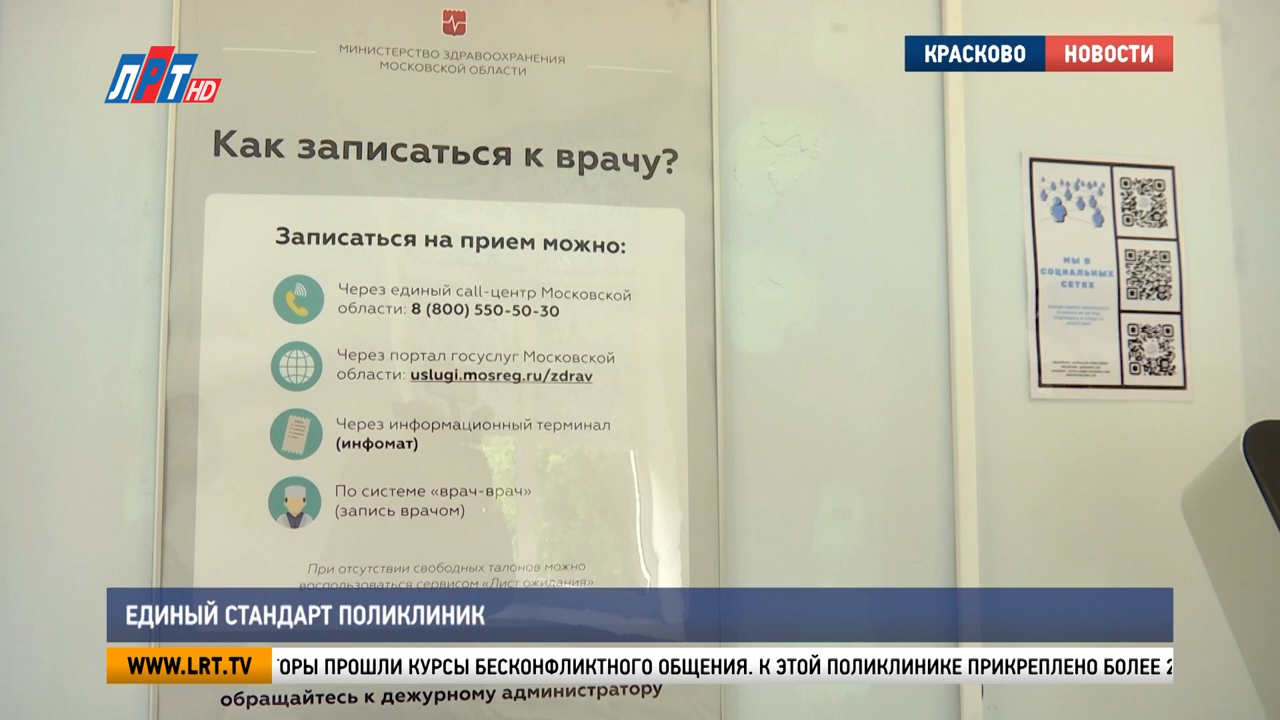 МИНИСТЕРСТВО ЗДРАВООХРАНЕНИЯ
МОСКОВСКОЙ ОБЛАСТИ
ЛРТ HD
КРАСКОВО НОВОСТИ
Как записаться к врачу?
Записаться на прием можно:
Через единый call-центр Московской
области: 8 (800) 550-50-30
Через портал госуслуг Московской
области: uslugi.mosreg.ru/zdrav
Через информационный терминал
(инфомат)
По системе «врач-врач»
(запись врачом)
При отсутствии свободных талонов можно
воспользоваться сервисом «Лист ожидания»
МЫ В
СОЦИАЛЬНЫХ
СЕТЯХ
ЕДИНЫЙ СТАНДАРТ ПОЛИКЛИНИК
WWW.LRT.TV ТОРЫ ПРОШЛИ КУРСЫ БЕСКОНФЛИКТНОГО ОБЩЕНИЯ. К ЭТОЙ ПОЛИКЛИНИКЕ ПРИКРЕПЛЕНО БОЛЕЕ 2
обращайтесь к дежурному администратору